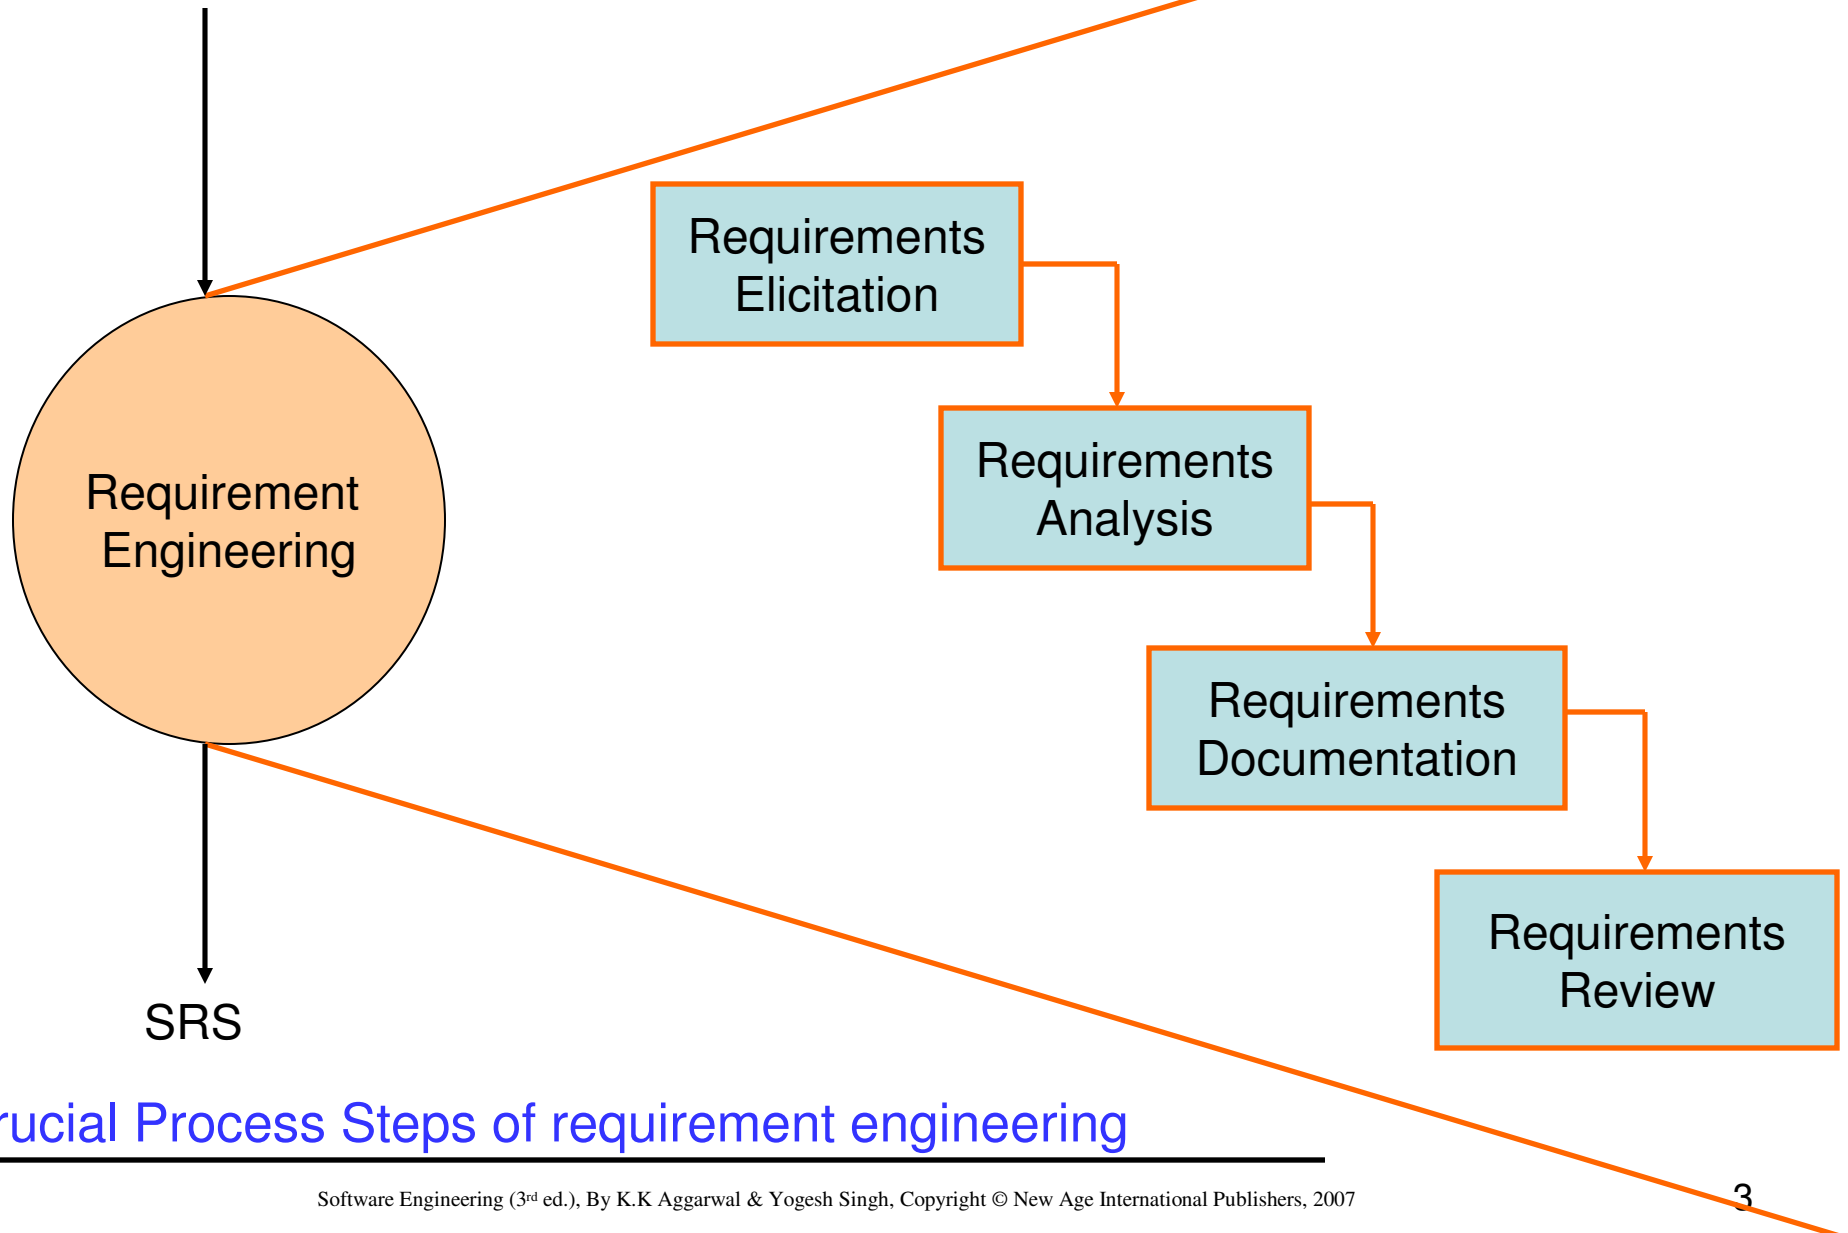 Requirements
Elicitation
Requirements
Analysis
Requirement
Engineering
Requirements
Documentation
Requirements
Review
SRS
rucial Process Steps of requirement engineering
Software Engineering (3rd ed.), By K.K Aggarwal & Yogesh Singh, Copyright © New Age International Publishers, 2007
3